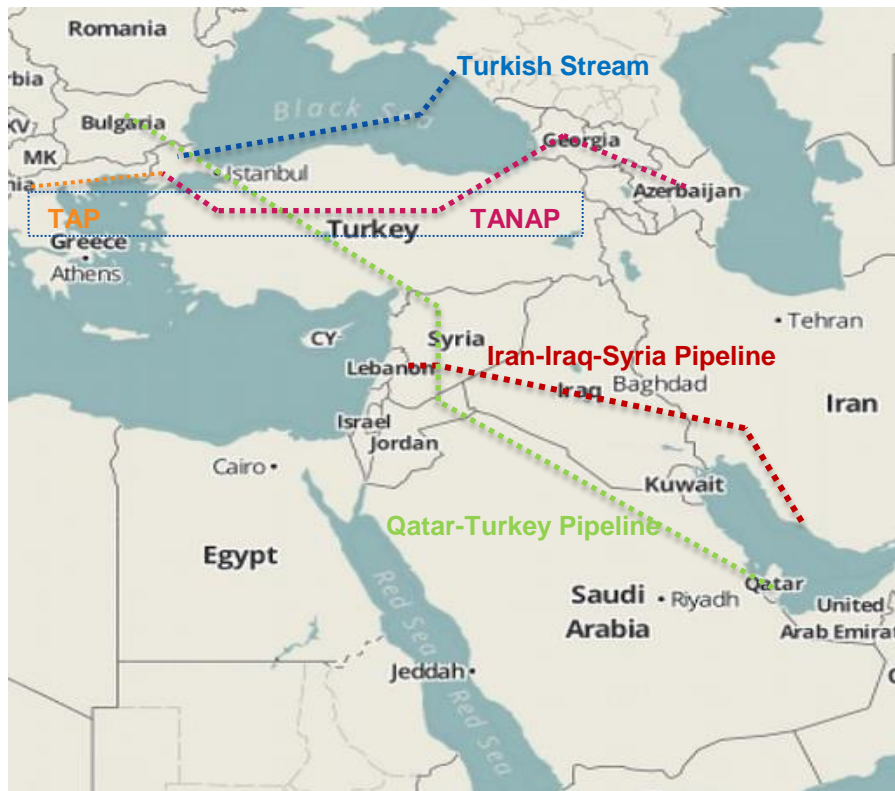 Romania
rbia
Turkish Stream
Black Sea
Bulgaria
KV
Georgia
MK
Istanbul
nia
Azerbaijan
TAP
TANAP
Turkey
Greece
Athens
Tehran
CY
Syria
Iran-Iraq-Syria Pipeline
Lebanon
Iraq
Baghdad
Iran
Israel
Jordan
Cairo
Kuwait
Qatar-Turkey Pipeline
Egypt
Qatar
Saudi
Arabia
Riyadh
United
Arab Emirat
Red Sea
Jeddah
Red Sea